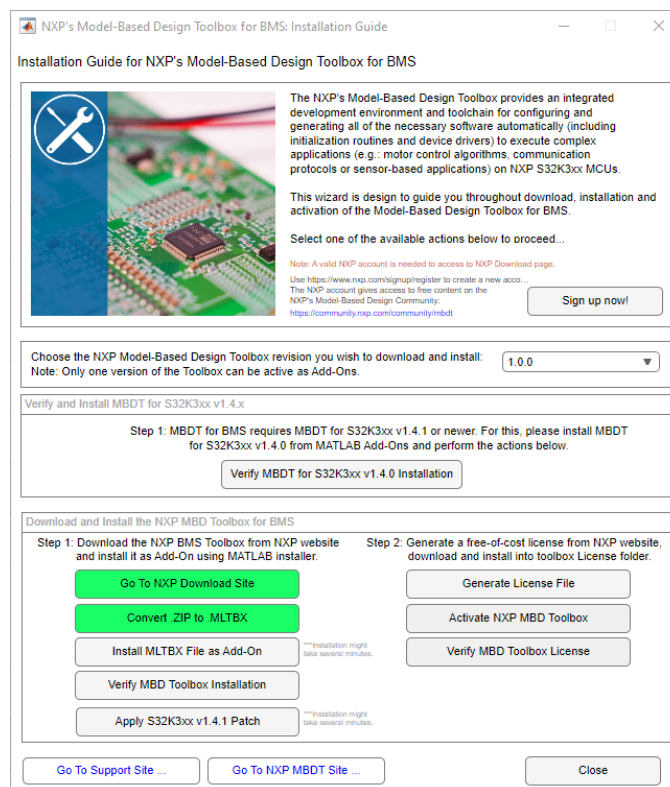 NXP's Model-Based Design Toolbox for BMS: Installation Guide
Installation Guide for NXP's Model-Based Design Toolbox for BMS
The NXP's Model-Based Design Toolbox provides an integrated
development environment and toolchain for configuring and
generating all of the necessary software automatically (including
initialization routines and device drivers) to execute complex
applications (e.g.: motor control algorithms, communication
protocols or sensor-based applications) on NXP S32K3xx MCUs.
This wizard is design to guide you throughout download, installation and
activation of the Model-Based Design Toolbox for BMS.
Select one of the available actions below to proceed...
Note: A valid NXP account is needed to access to NXP Download page.
Use https://www.nxp.com/signup/register to create a new acco...
The NXP account gives access to free content on the
NXP's Model-Based Design Community:
https://community.nxp.com/community/mbdt
Sign up now!
Choose the NXP Model-Based Design Toolbox revision you wish to download and install:
Note: Only one version of the Toolbox can be active as Add-Ons.
1.0.0
Verify and Install MBDT for S32K3xx v1.4.x
Step 1: MBDT for BMS requires MBDT for S32K3xx v1.4.1 or newer. For this, please install MBDT
for S32K3xx v1.4.0 from MATLAB Add-Ons and perform the actions below.
Verify MBDT for S32K3xx v1.4.0 Installation
Download and Install the NXP MBD Toolbox for BMS
Step 1: Download the NXP BMS Toolbox from NXP website
and install it as Add-On using MATLAB installer.
Go To NXP Download Site
Convert .ZIP to .MLTBX
Install MLTBX File as Add-On
***Installation might
take several minutes.
Verify MBD Toolbox Installation
Apply S32K3xx v1.4.1 Patch
***Installation might
take several minutes.
Step 2: Generate a free-of-cost license from NXP website,
download and install into toolbox License folder.
Generate License File
Activate NXP MBD Toolbox
Verify MBD Toolbox License
Go To Support Site ...
Go To NXP MBDT Site ...
Close